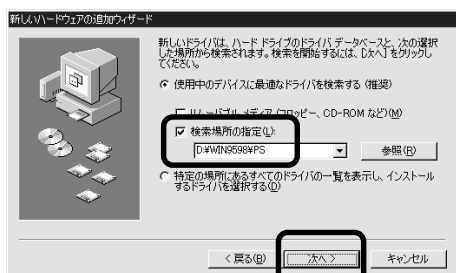 新しいハードウェアの追加ウィザード
新しいドライバは、ハード ドライブのドライバ データベースと、次の選択
した場所から検索されます。検索を開始するには、[次へ] をクリックし
てください。
使用中のデバイスに最適なドライバを検索する (推奨)
リムーバブル メディア (フロッピー、CD-ROM など)(M)
検索場所の指定(L):
D:¥WIN9598¥PS
参照(R)
特定の場所にあるすべてのドライバの一覧を表示し、インストール
するドライバを選択する(D)
< 戻る(B)
次へ >
キャンセル